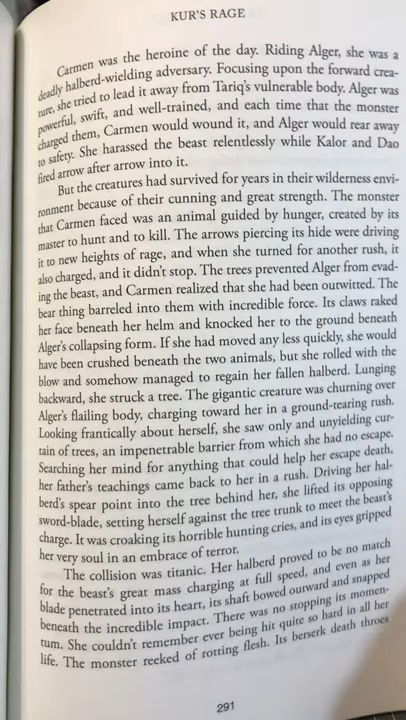 KUR'S RAGE
Carmen was the heroine of the day. Riding Alger, she was a
deadly halberd-wielding adversary. Focusing upon the forward crea-
ture, she tried to lead it away from Tariq's vulnerable body. Alger was
powerful, swift, and well-trained, and each time that the monster
charged them, Carmen would wound it, and Alger would rear away
to safety. She harassed the beast relentlessly while Kalor and Dao
fired arrow after arrow into it.
But the creatures had survived for years in their wilderness envi-
ronment because of their cunning and great strength. The monster
that Carmen faced was an animal guided by hunger, created by its
master to hunt and to kill. The arrows piercing its hide were driving
it to new heights of rage, and when she turned for another rush, it
also charged, and it didn't stop. The trees prevented Alger from evad-
ing the beast, and Carmen realized that she had been outwitted. The
bear thing barreled into them with incredible force. Its claws raked
her face beneath her helm and knocked her to the ground beneath
Alger's collapsing form. If she had moved any less quickly, she would
have been crushed beneath the two animals, but she rolled with the
blow and somehow managed to regain her fallen halberd. Lunging
backward, she struck a tree. The gigantic creature was churning over
Alger's flailing body, charging toward her in a ground-tearing rush.
Looking frantically about herself, she saw only and unyielding cur-
tain of trees, an impenetrable barrier from which she had no escape.
Searching her mind for anything that could help her escape death,
her father's teachings came back to her in a rush. Driving her hal-
berd's spear point into the tree behind her, she lifted its opposing
sword-blade, setting herself against the tree trunk to meet the beast's
charge. It was croaking its horrible hunting cries, and its eyes gripped
her very soul in an embrace of terror.
The collision was titanic. Her halberd proved to be no match
for the beast's great mass charging at full speed, and even as her
blade penetrated into its heart, its shaft bowed outward and snapped
beneath the incredible impact. There was no stopping its momen-
tum. She couldn't remember ever being hit quite so hard in all her
life. The monster reeked of rotting flesh. Its berserk death throes
291